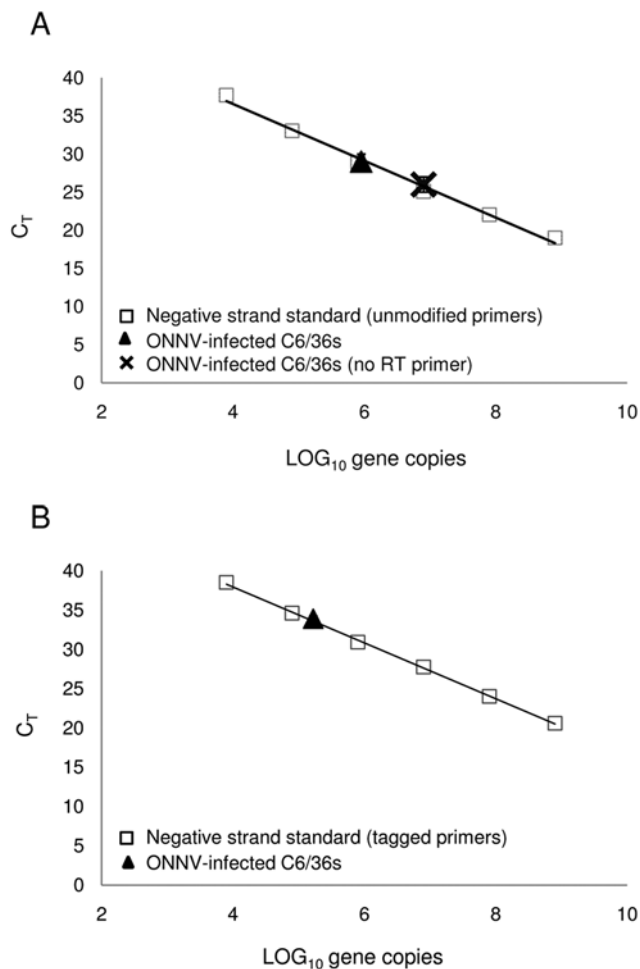 A
40
35
30
25
20
15
10
5
0
C_T
□ Negative strand standard (unmodified primers)
▲ ONNV-infected C6/36s
✕ ONNV-infected C6/36s (no RT primer)
2 4 6 8 10
LOG₁₀ gene copies
B
40
35
30
25
20
15
10
5
0
C_T
□ Negative strand standard (tagged primers)
▲ ONNV-infected C6/36s
2 4 6 8 10
LOG₁₀ gene copies